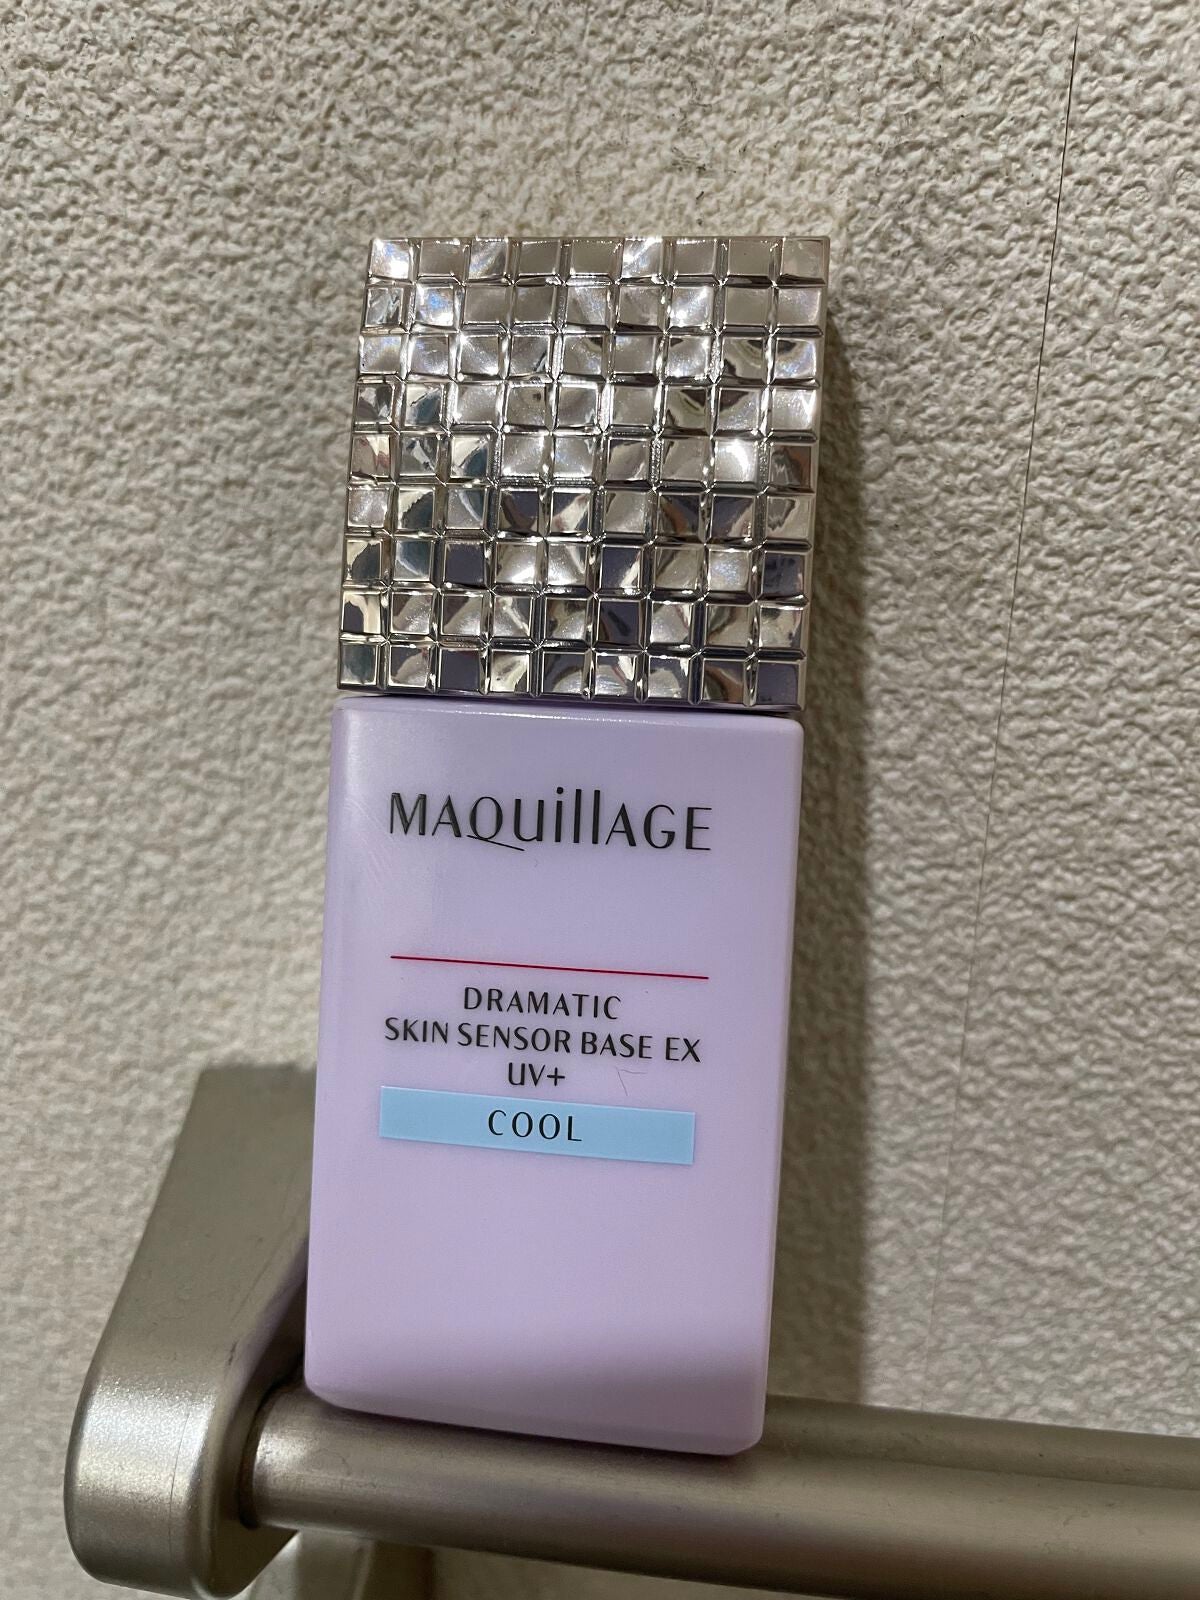 MAQuillAGE
DRAMATIC
SKIN SENSOR BASE EX
UV+
COOL